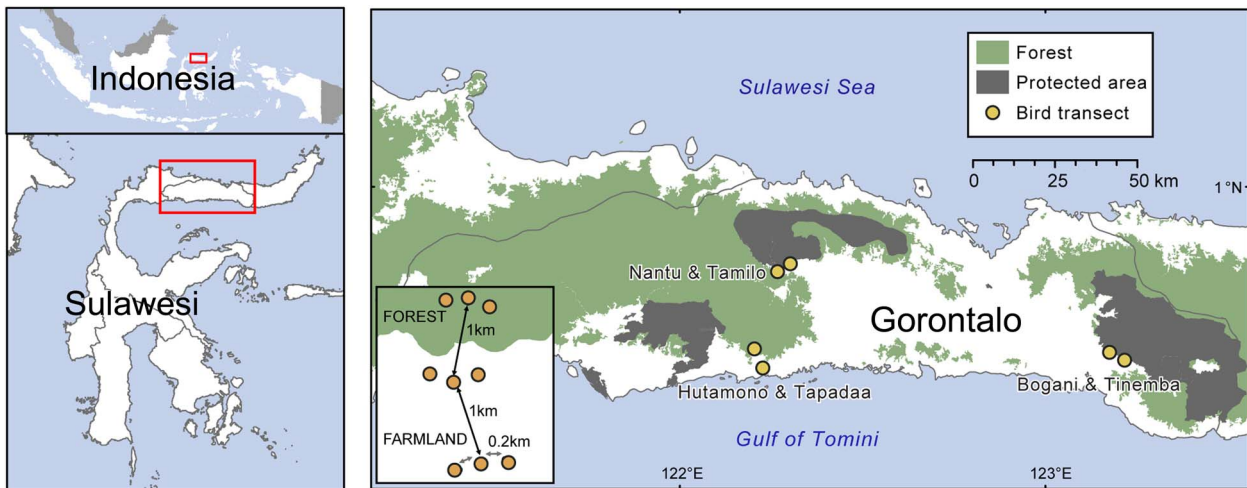 Indonesia
Sulawesi
Sulawesi Sea
Forest
Protected area
Bird transect
0 25 50 km
1 °N
Nantu & Tamilo
Gorontalo
Hutamono & Tapadaa
Bogani & Tinemba
Gulf of Tomini
122°E
123°E
FOREST
1km
1km
FARMLAND
0.2km